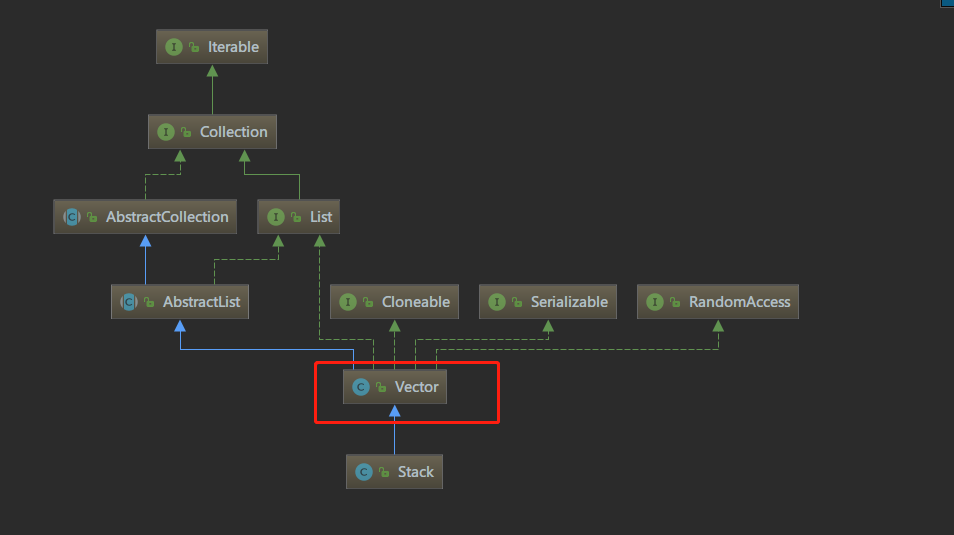 I Iterable
I Collection
C AbstractCollection
I List
C AbstractList
I Cloneable
I Serializable
I RandomAccess
C Vector
C Stack